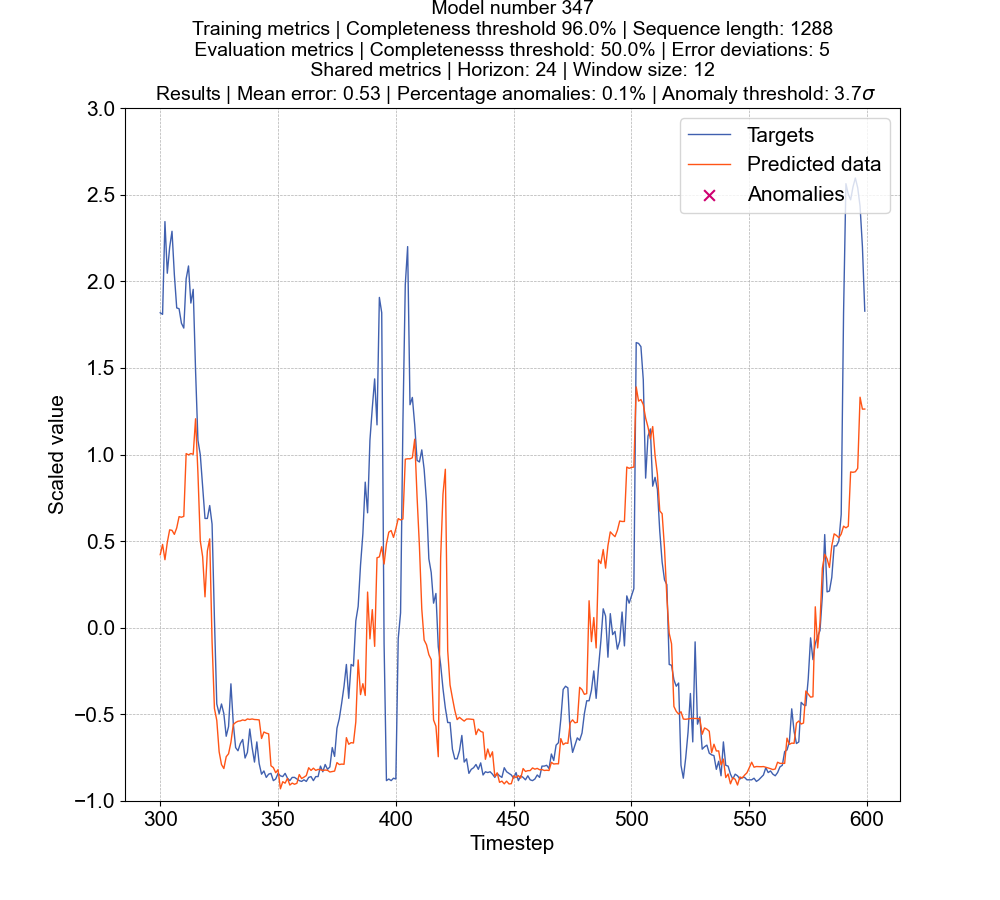 Model number 347
Training metrics | Completeness threshold 96.0% | Sequence length: 1288
Evaluation metrics | Completenesss threshold: 50.0% | Error deviations: 5
Shared metrics | Horizon: 24 | Window size: 12
Results | Mean error: 0.53 | Percentage anomalies: 0.1% | Anomaly threshold: 3.7σ
3.0
2.5
2.0
1.5
1.0
0.5
0.0
−0.5
−1.0
Scaled value
Targets
Predicted data
Anomalies
300 350 400 450 500 550 600
Timestep